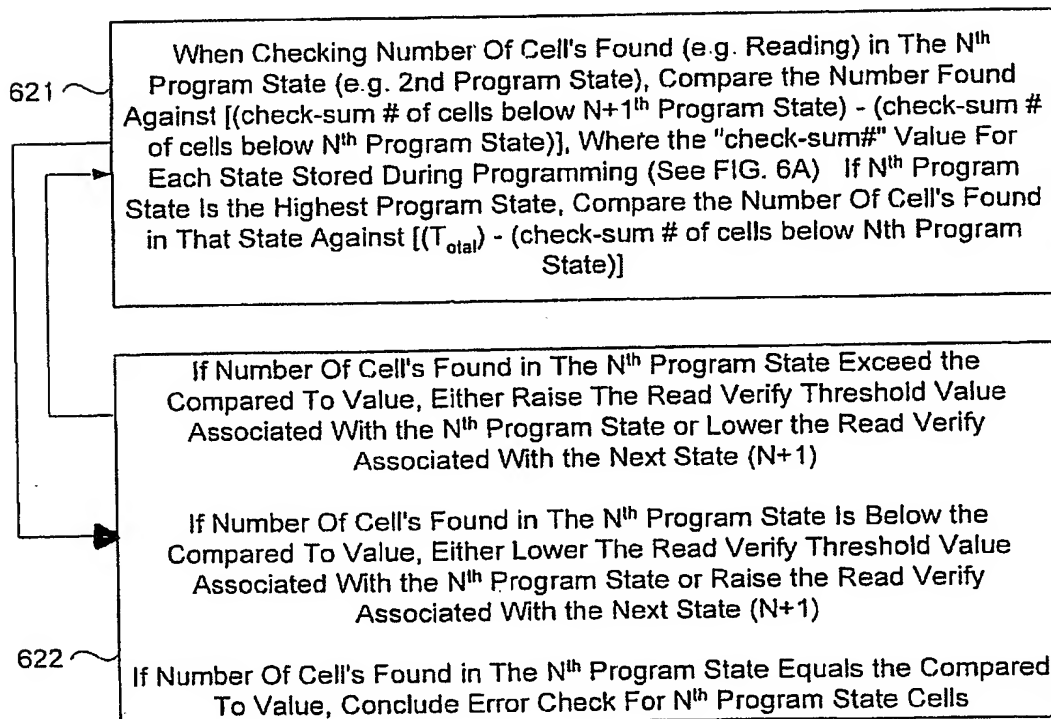 When Checking Number Of Cell's Found (e.g. Reading) in The Nth
Program State (e.g. 2nd Program State), Compare the Number Found
621
Against [(check-sum # of cells below N+1th Program State) - (check-sum #
of cells below Nth Program State)], Where the "check-sum#" Value For
Each State Stored During Programming (See FIG. 6A) If Nth Program
State Is the Highest Program State, Compare the Number Of Cell's Found
in That State Against [(Total) - (check-sum # of cells below Nth Program
State)]
If Number Of Cell's Found in The Nth Program State Exceed the
Compared To Value, Either Raise The Read Verify Threshold Value
Associated With the Nth Program State or Lower the Read Verify
Associated With the Next State (N+1)
If Number Of Cell's Found in The Nth Program State Is Below the
Compared To Value, Either Lower The Read Verify Threshold Value
Associated With the Nth Program State or Raise the Read Verify
Associated With the Next State (N+1)
622
If Number Of Cell's Found in The Nth Program State Equals the Compared
To Value, Conclude Error Check For Nth Program State Cells